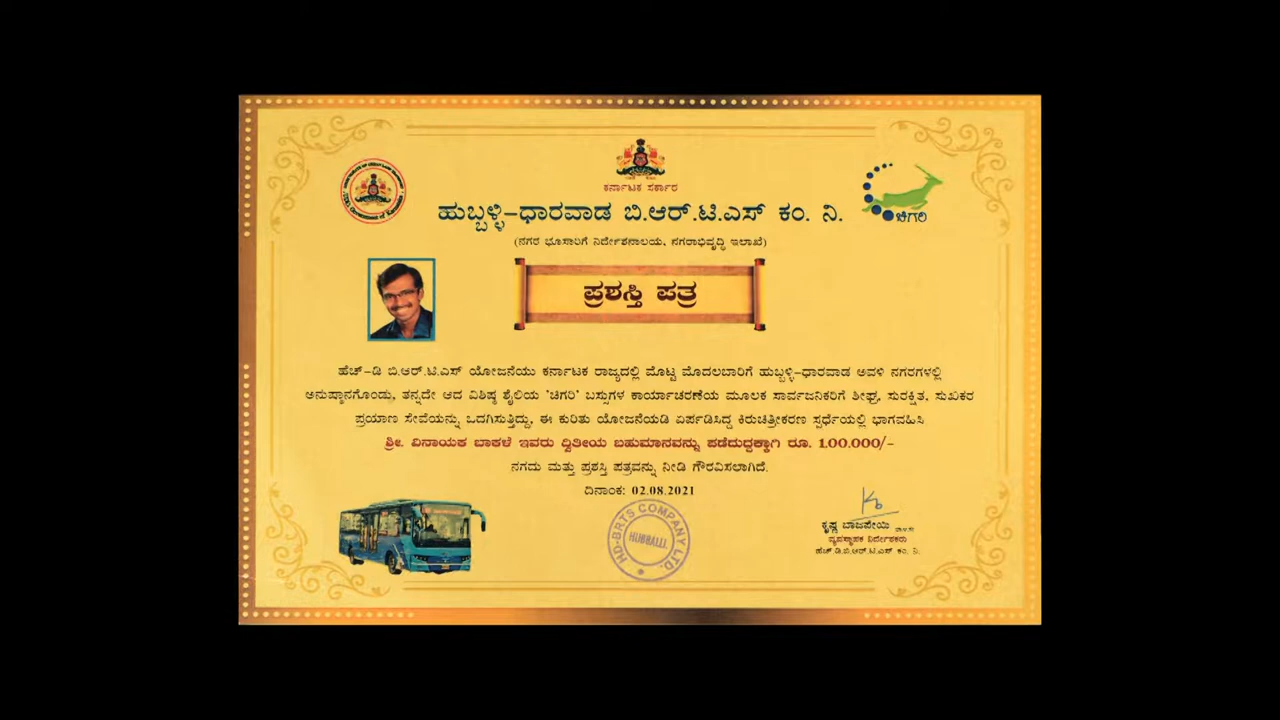 ಕರ್ನಾಟಕ ಸರ್ಕಾರ
ಹುಬ್ಬಳ್ಳಿ-ಧಾರವಾಡ ಬಿ.ಆರ್.ಟಿ.ಎಸ್ ಕಂ. ನಿ.
ಚಿಗರಿ
(ನಗರ ಭೂಸಾರಿಗೆ ನಿರ್ದೇಶನಾಲಯ, ನಗರಾಭಿವೃದ್ಧಿ ಇಲಾಖೆ)
ಪ್ರಶಸ್ತಿ ಪತ್ರ
ಹೆಚ್-ಡಿ ಬಿ.ಆರ್.ಟಿ.ಎಸ್ ಯೋಜನೆಯು ಕರ್ನಾಟಕ ರಾಜ್ಯದಲ್ಲಿ ಮೊಟ್ಟ ಮೊದಲಬಾರಿಗೆ ಹುಬ್ಬಳ್ಳಿ-ಧಾರವಾಡ ಅವಳಿ ನಗರಗಳಲ್ಲಿ
ಅನುಷ್ಠಾನಗೊಂಡು, ತನ್ನದೇ ಆದ ವಿಶಿಷ್ಠ ಶೈಲಿಯ 'ಚಿಗರಿ' ಬಸ್ಸುಗಳ ಕಾರ್ಯಾಚರಣೆಯ ಮೂಲಕ ಸಾರ್ವಜನಿಕರಿಗೆ ಶೀಘ್ರ, ಸುರಕ್ಷಿತ, ಸುಖಕರ
ಪ್ರಯಾಣ ಸೇವೆಯನ್ನು ಒದಗಿಸುತ್ತಿದ್ದು, ಈ ಕುರಿತು ಯೋಜನೆಯಡಿ ಏರ್ಪಡಿಸಿದ್ದ ಕಿರುಚಿತ್ರೀಕರಣ ಸ್ಪರ್ಧೆಯಲ್ಲಿ ಭಾಗವಹಿಸಿ
ಶ್ರೀ. ವಿನಾಯಕ ಬಾಕಳೆ ಇವರು ದ್ವಿತೀಯ ಬಹುಮಾನವನ್ನು ಪಡೆದುದ್ದಕ್ಕಾಗಿ ರೂ. 1,00,000/-
ನಗದು ಮತ್ತು ಪ್ರಶಸ್ತಿ ಪತ್ರವನ್ನು ನೀಡಿ ಗೌರವಿಸಲಾಗಿದೆ.
ದಿನಾಂಕ: 02.08.2021
HD-BRTS COMPANY LTD.
HUBBALLI.
ಕೃಷ್ಣ ಬಾಜಪೇಯಿ
ವ್ಯವಸ್ಥಾಪಕ ನಿರ್ದೇಶಕರು
ಹೆಚ್.ಡಿ.ಬಿ.ಆರ್.ಟಿ.ಎಸ್ ಕಂ. ನಿ.